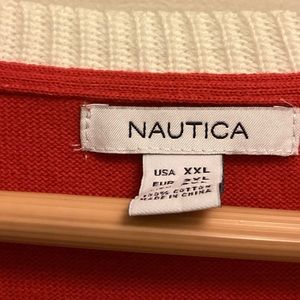 NAUTICA
USA XXL
EUR 2XL
100% COTTON
MADE IN CHINA